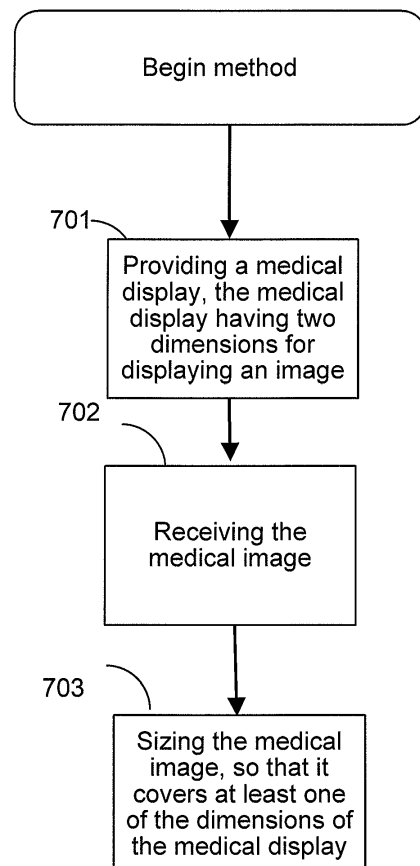 Begin method
701
Providing a medical
display, the medical
display having two
dimensions for
displaying an image
702
Receiving the
medical image
703
Sizing the medical
image, so that it
covers at least one
of the dimensions of
the medical display